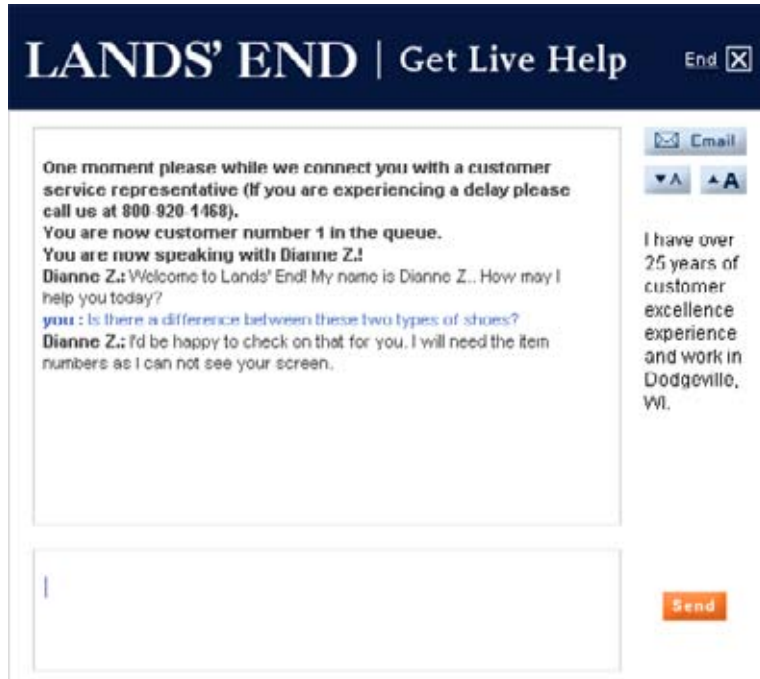 LANDS' END | Get Live Help
End
One moment please while we connect you with a customer
service representative (If you are experiencing a delay please
call us at 800-920-1468).
You are now customer number 1 in the queue.
You are now speaking with Dianne Z.!
Dianne Z.: Welcome to Lands' End! My name is Dianne Z.. How may I
help you today?
you : Is there a difference between these two types of shoes?
Dianne Z.: I'd be happy to check on that for you. I will need the item
numbers as I can not see your screen.
Email
A A
I have over
25 years of
customer
excellence
experience
and work in
Dodgeville,
WI.
Send